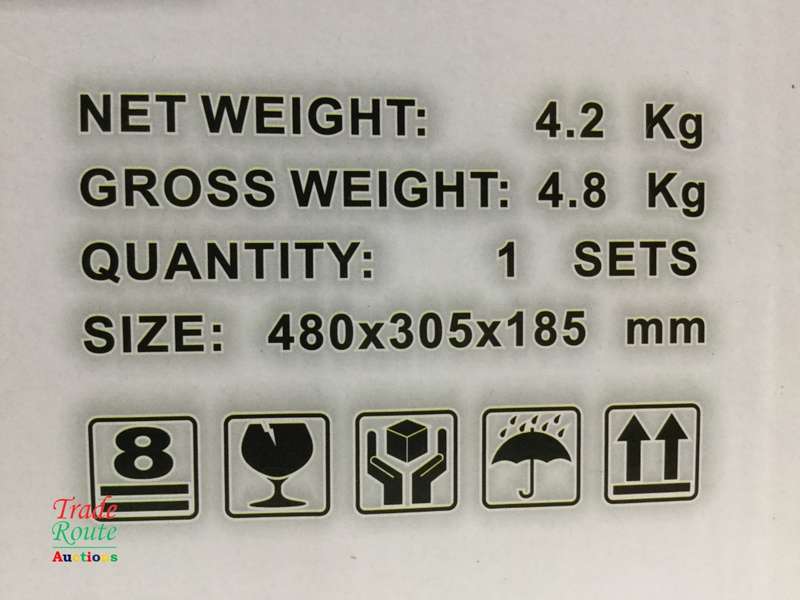 NET WEIGHT: 4.2 Kg
GROSS WEIGHT: 4.8 Kg
QUANTITY: 1 SETS
SIZE: 480x305x185 mm
8
Trade
Route
Auctions